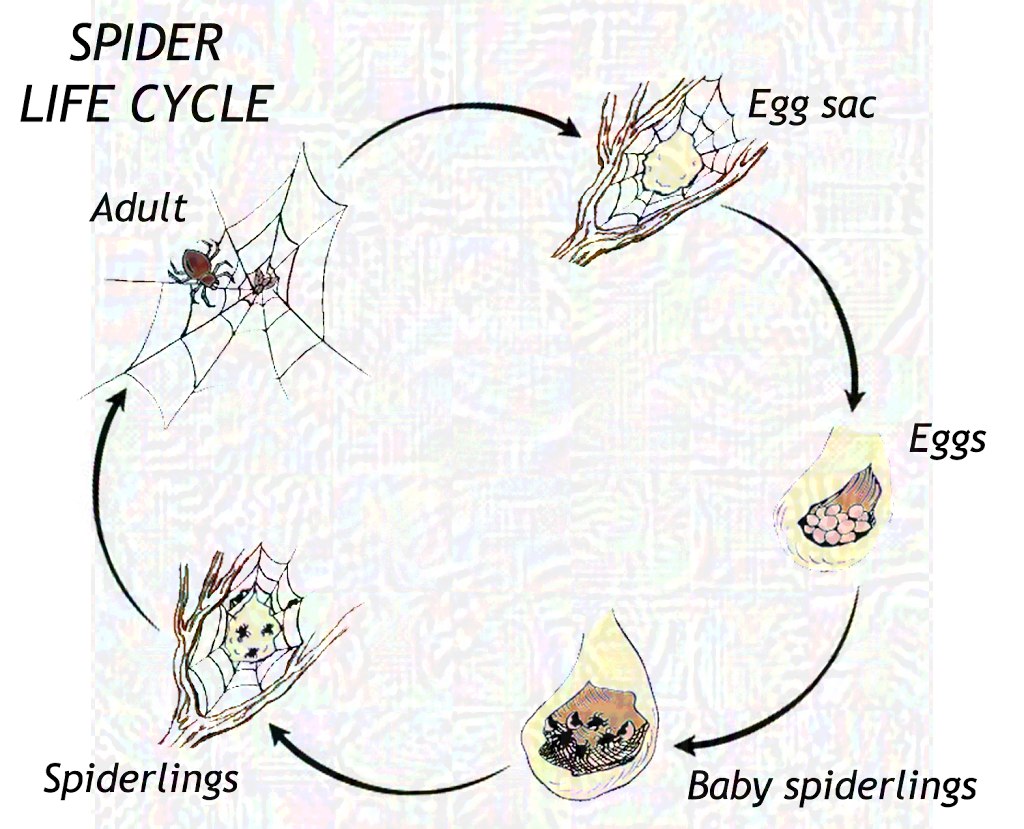 SPIDER
LIFE CYCLE
Egg sac
Adult
Eggs
Spiderlings
Baby spiderlings